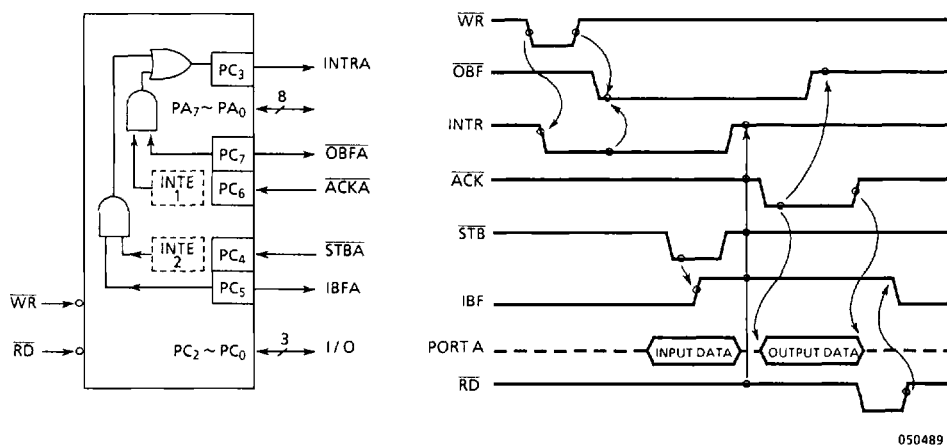 PC3
INTRA
PA7 ~ PA0
8
PC7
OBFA
INTE
1
PC6
ACKA
INTE
2
PC4
STBA
PC5
IBFA
WR
RD
PC2 ~ PC0
3
I/O
WR
OBF
INTR
ACK
STB
IBF
PORT A
INPUT DATA
OUTPUT DATA
RD
050489